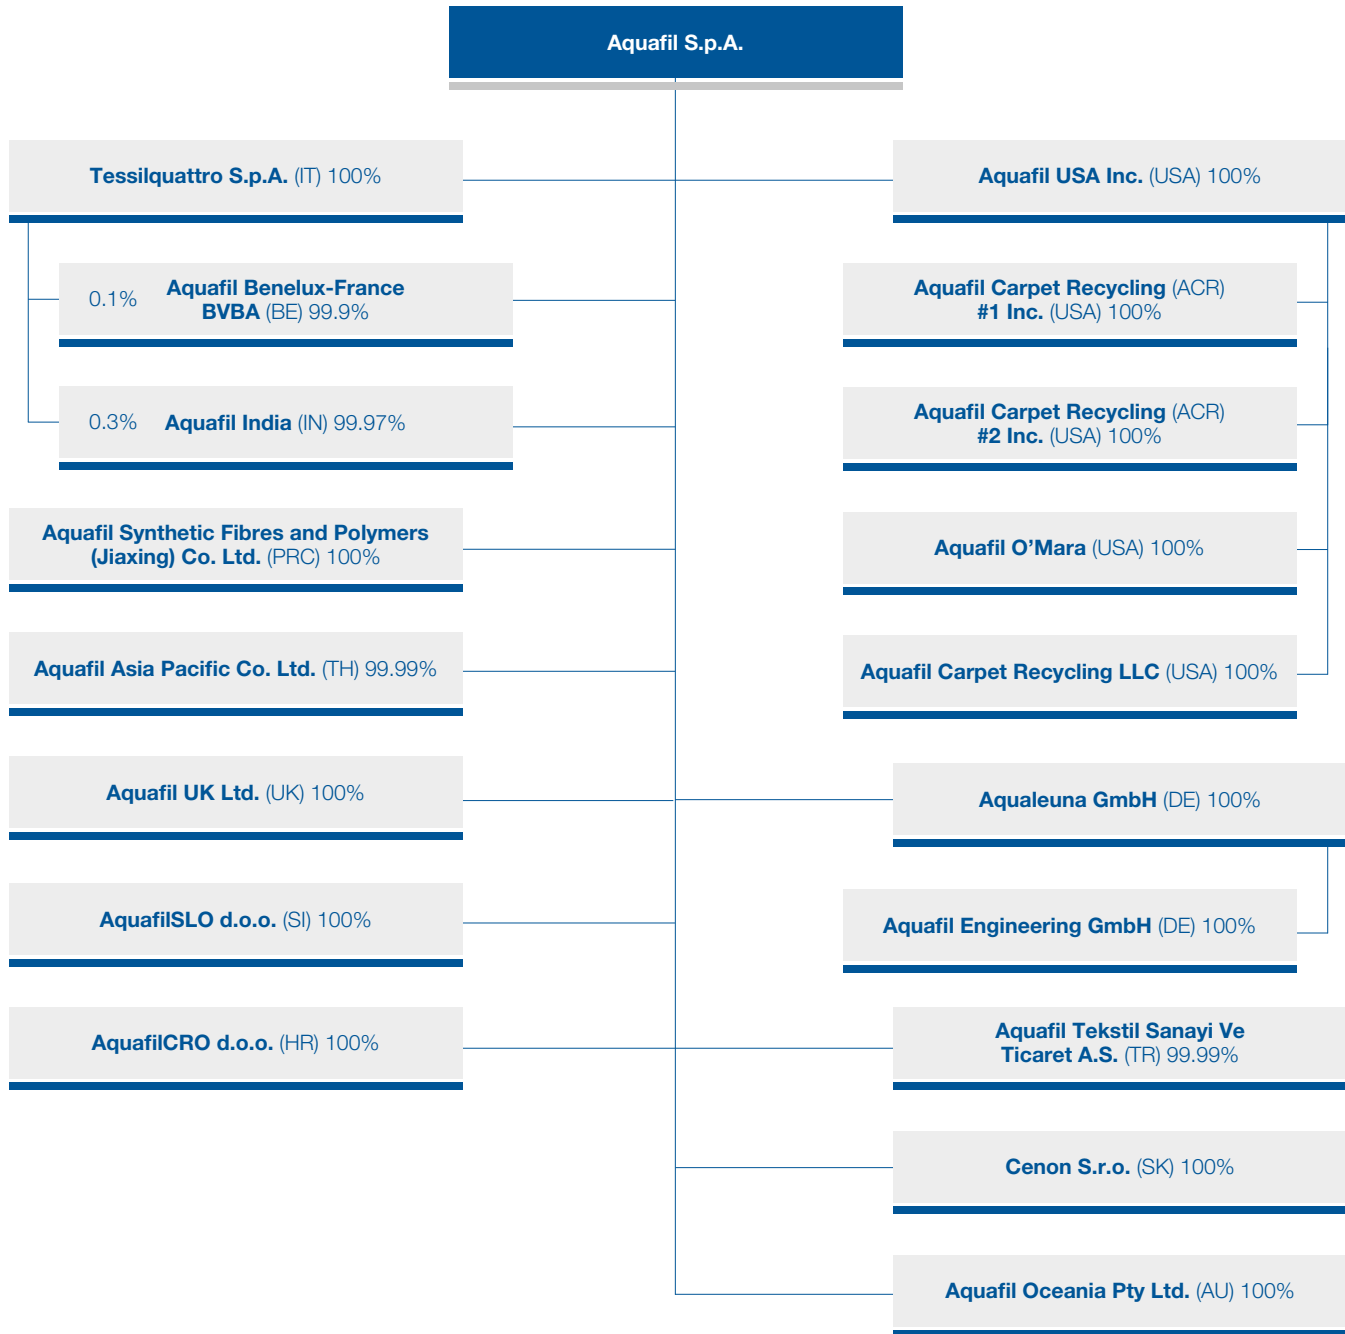 Aquafil S.p.A.
Tessilquattro S.p.A. (IT) 100%
Aquafil USA Inc. (USA) 100%
0.1%
Aquafil Benelux-France
BVBA (BE) 99.9%
Aquafil Carpet Recycling (ACR)
#1 Inc. (USA) 100%
0.3%
Aquafil India (IN) 99.97%
Aquafil Carpet Recycling (ACR)
#2 Inc. (USA) 100%
Aquafil Synthetic Fibres and Polymers
(Jiaxing) Co. Ltd. (PRC) 100%
Aquafil O’Mara (USA) 100%
Aquafil Asia Pacific Co. Ltd. (TH) 99.99%
Aquafil Carpet Recycling LLC (USA) 100%
Aquafil UK Ltd. (UK) 100%
Aqualeuna GmbH (DE) 100%
AquafilSLO d.o.o. (SI) 100%
Aquafil Engineering GmbH (DE) 100%
AquafilCRO d.o.o. (HR) 100%
Aquafil Tekstil Sanayi Ve
Ticaret A.S. (TR) 99.99%
Cenon S.r.o. (SK) 100%
Aquafil Oceania Pty Ltd. (AU) 100%